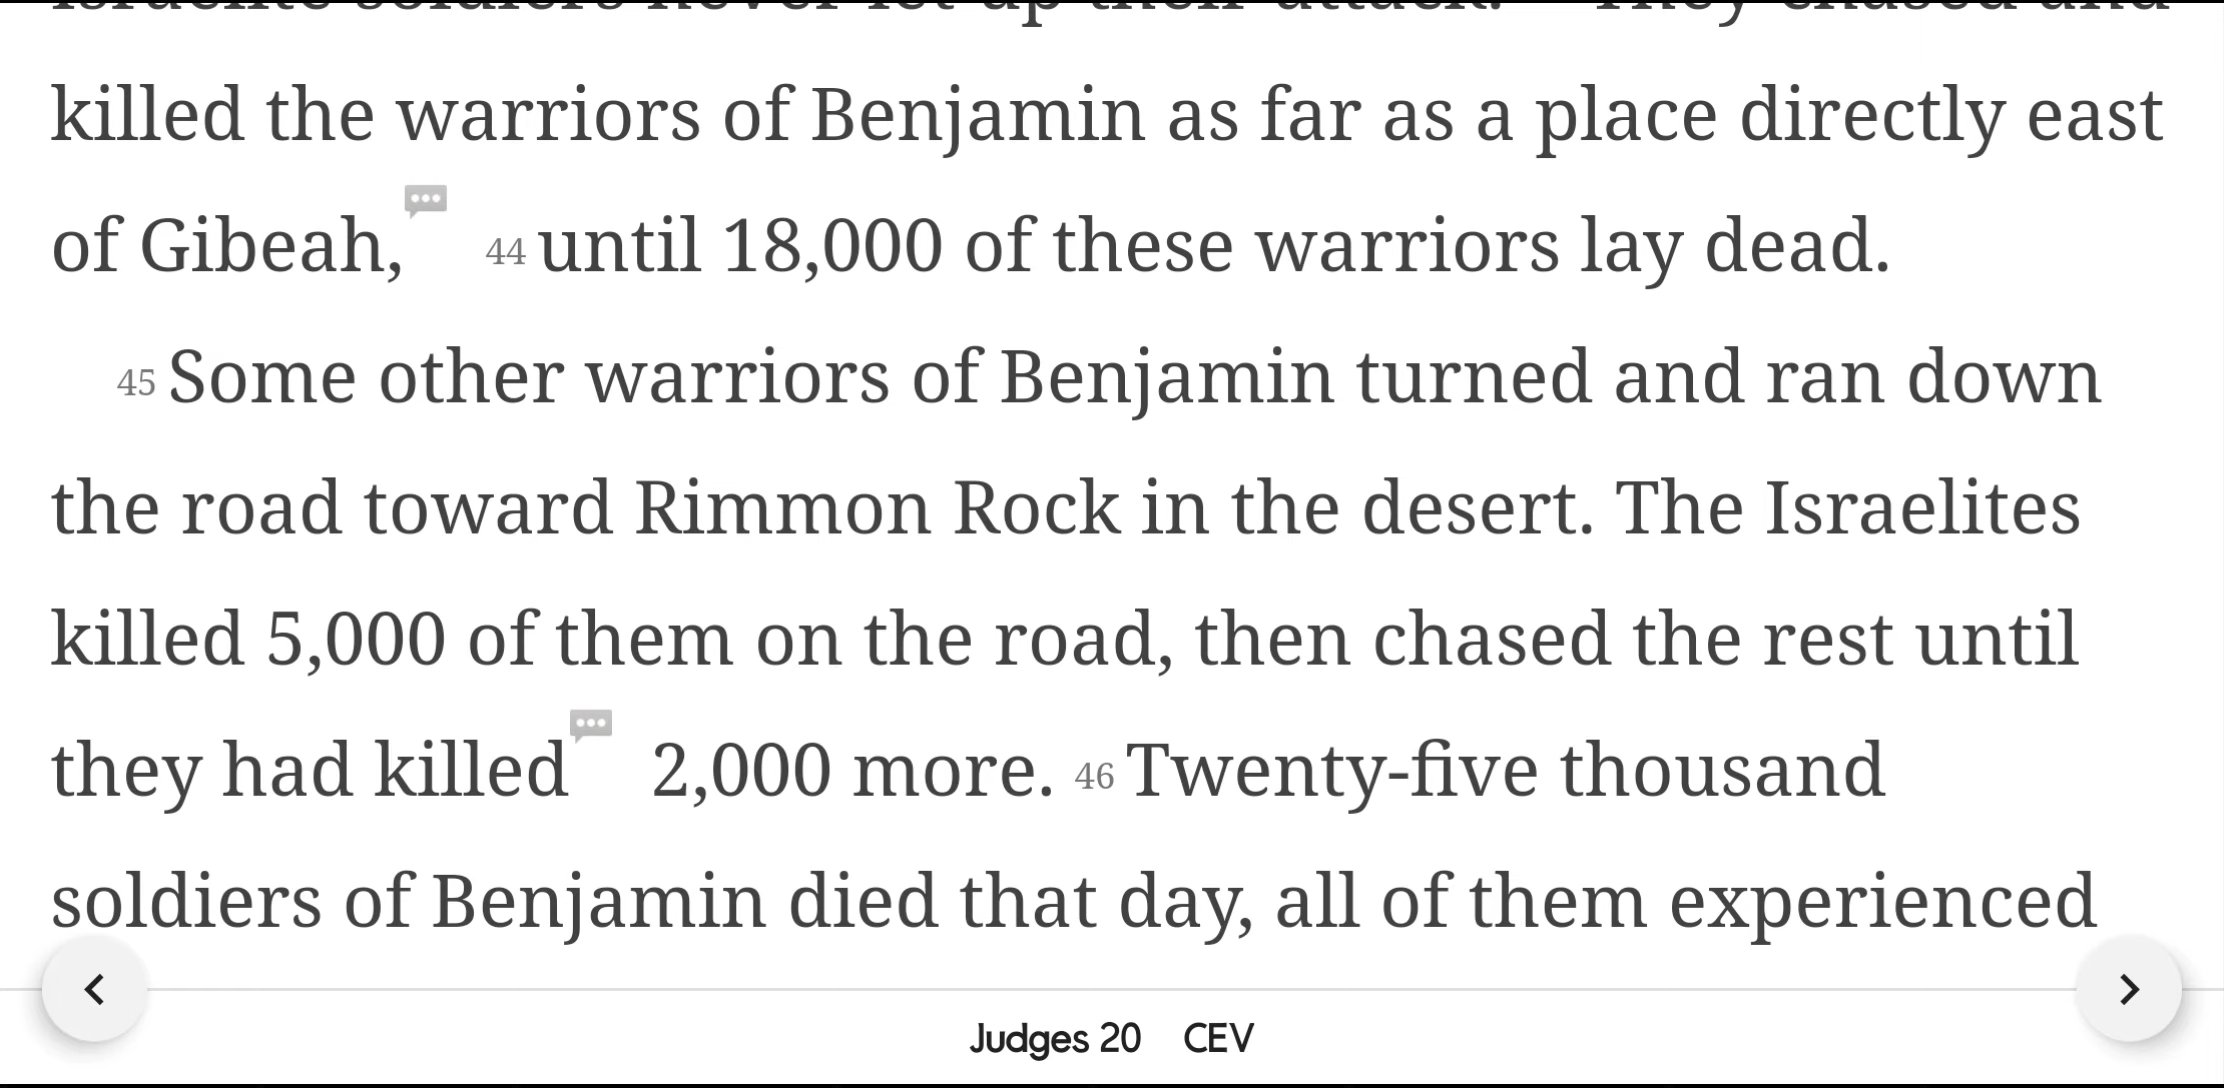 killed the warriors of Benjamin as far as a place directly east
of Gibeah, 44 until 18,000 of these warriors lay dead.
45 Some other warriors of Benjamin turned and ran down
the road toward Rimmon Rock in the desert. The Israelites
killed 5,000 of them on the road, then chased the rest until
they had killed 2,000 more. 46 Twenty-five thousand
soldiers of Benjamin died that day, all of them experienced
Judges 20 CEV